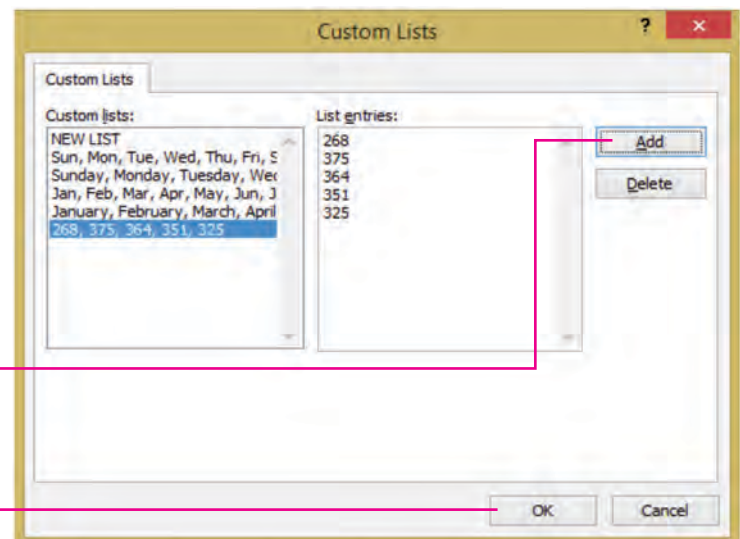 Custom Lists
?
×
Custom Lists
Custom lists:
NEW LIST
Sun, Mon, Tue, Wed, Thu, Fri, S
Sunday, Monday, Tuesday, Wed
Jan, Feb, Mar, Apr, May, Jun, J
January, February, March, April
268, 375, 364, 351, 325
List entries:
268
375
364
351
325
Add
Delete
OK
Cancel